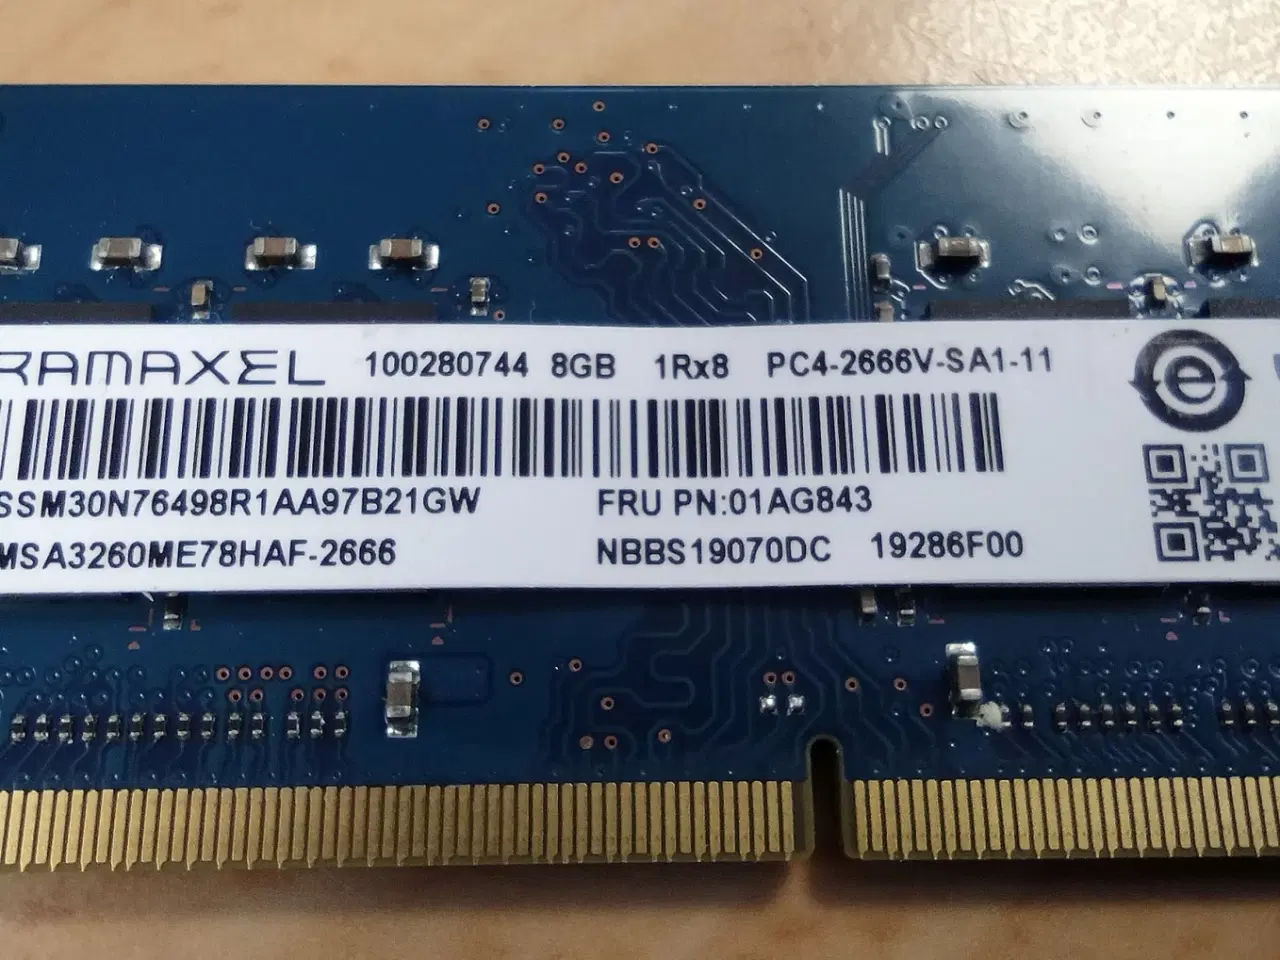 RAMAXEL 100280744 8GB 1Rx8 PC4-2666V-SA1-11
SSM30N76498R1AA97B21GW FRU PN:01AG843
MSA3260ME78HAF-2666 NBBS19070DC 19286F00
e